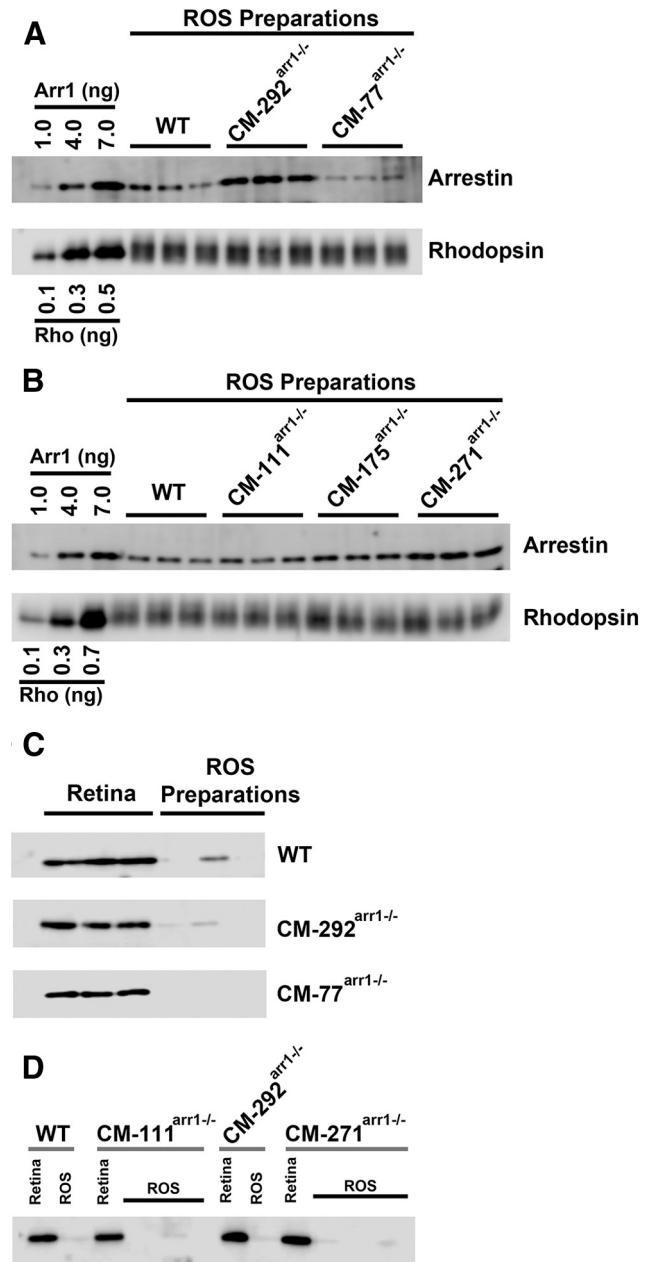 A
ROS Preparations
Arr1 (ng)
1.0 4.0 7.0
WT
CM-292arr1-/-
CM-77arr1-/-
Arrestin
Rhodopsin
0.1 0.3 0.5
Rho (ng)
B
ROS Preparations
Arr1 (ng)
1.0 4.0 7.0
WT
CM-111arr1-/-
CM-175arr1-/-
CM-271arr1-/-
Arrestin
Rhodopsin
0.1 0.3 0.7
Rho (ng)
C
Retina
ROS
Preparations
WT
CM-292arr1-/-
CM-77arr1-/-
D
WT
CM-111arr1-/-
CM-292arr1-/-
CM-271arr1-/-
Retina ROS Retina ROS Retina ROS Retina ROS